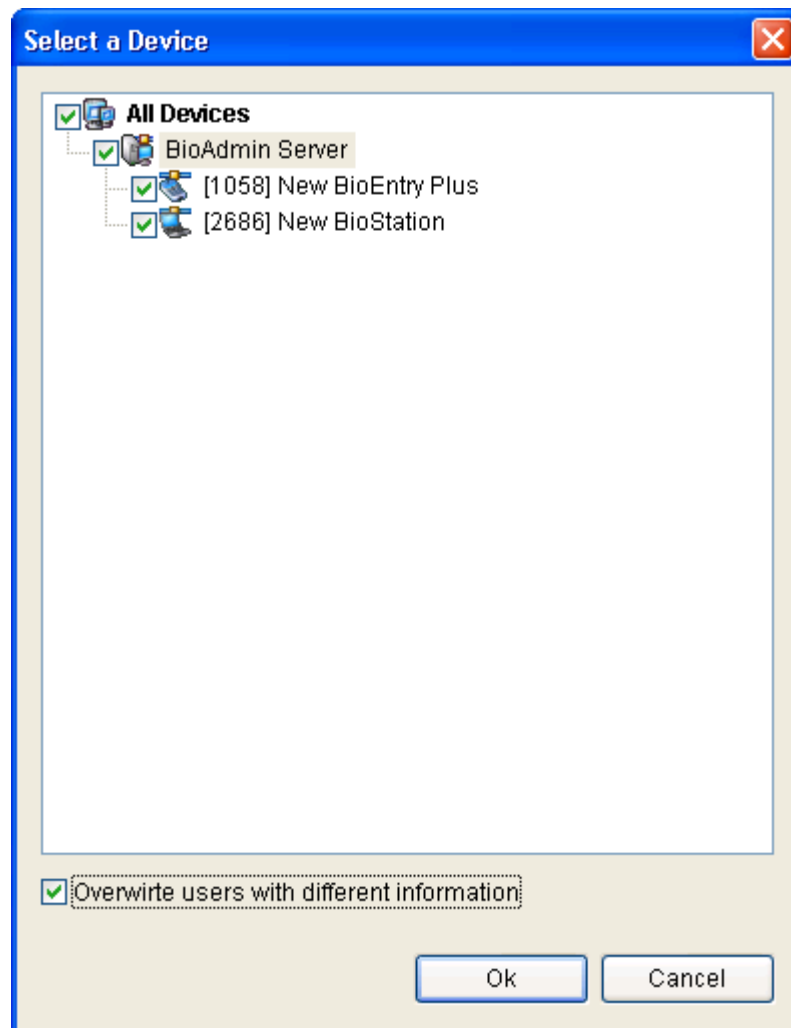 Select a Device
All Devices
BioAdmin Server
[1058] New BioEntry Plus
[2686] New BioStation
Overwirte users with different information
Ok
Cancel